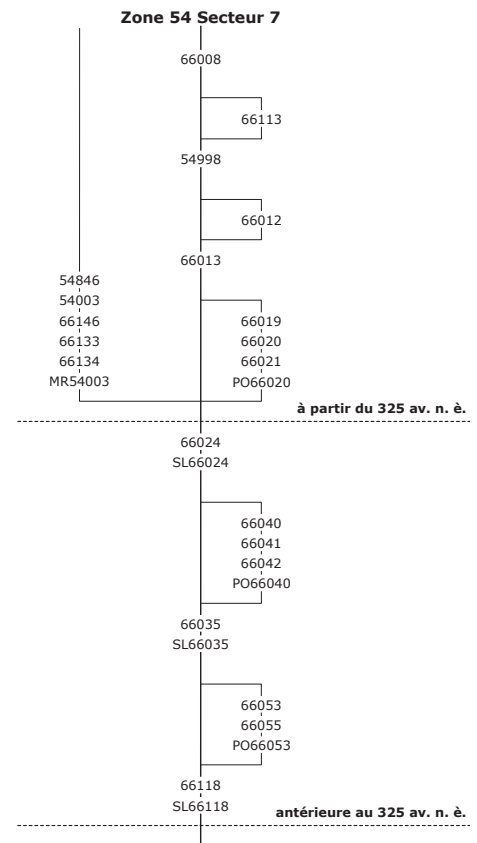 Zone 54 Secteur 7
66008
66113
54998
66012
66013
54846
54003
66146
66133
66134
MR54003
66019
66020
66021
PO66020
à partir du 325 av. n. è.
66024
SL66024
66040
66041
66042
PO66040
66035
SL66035
66053
66055
PO66053
66118
SL66118
antérieure au 325 av. n. è.